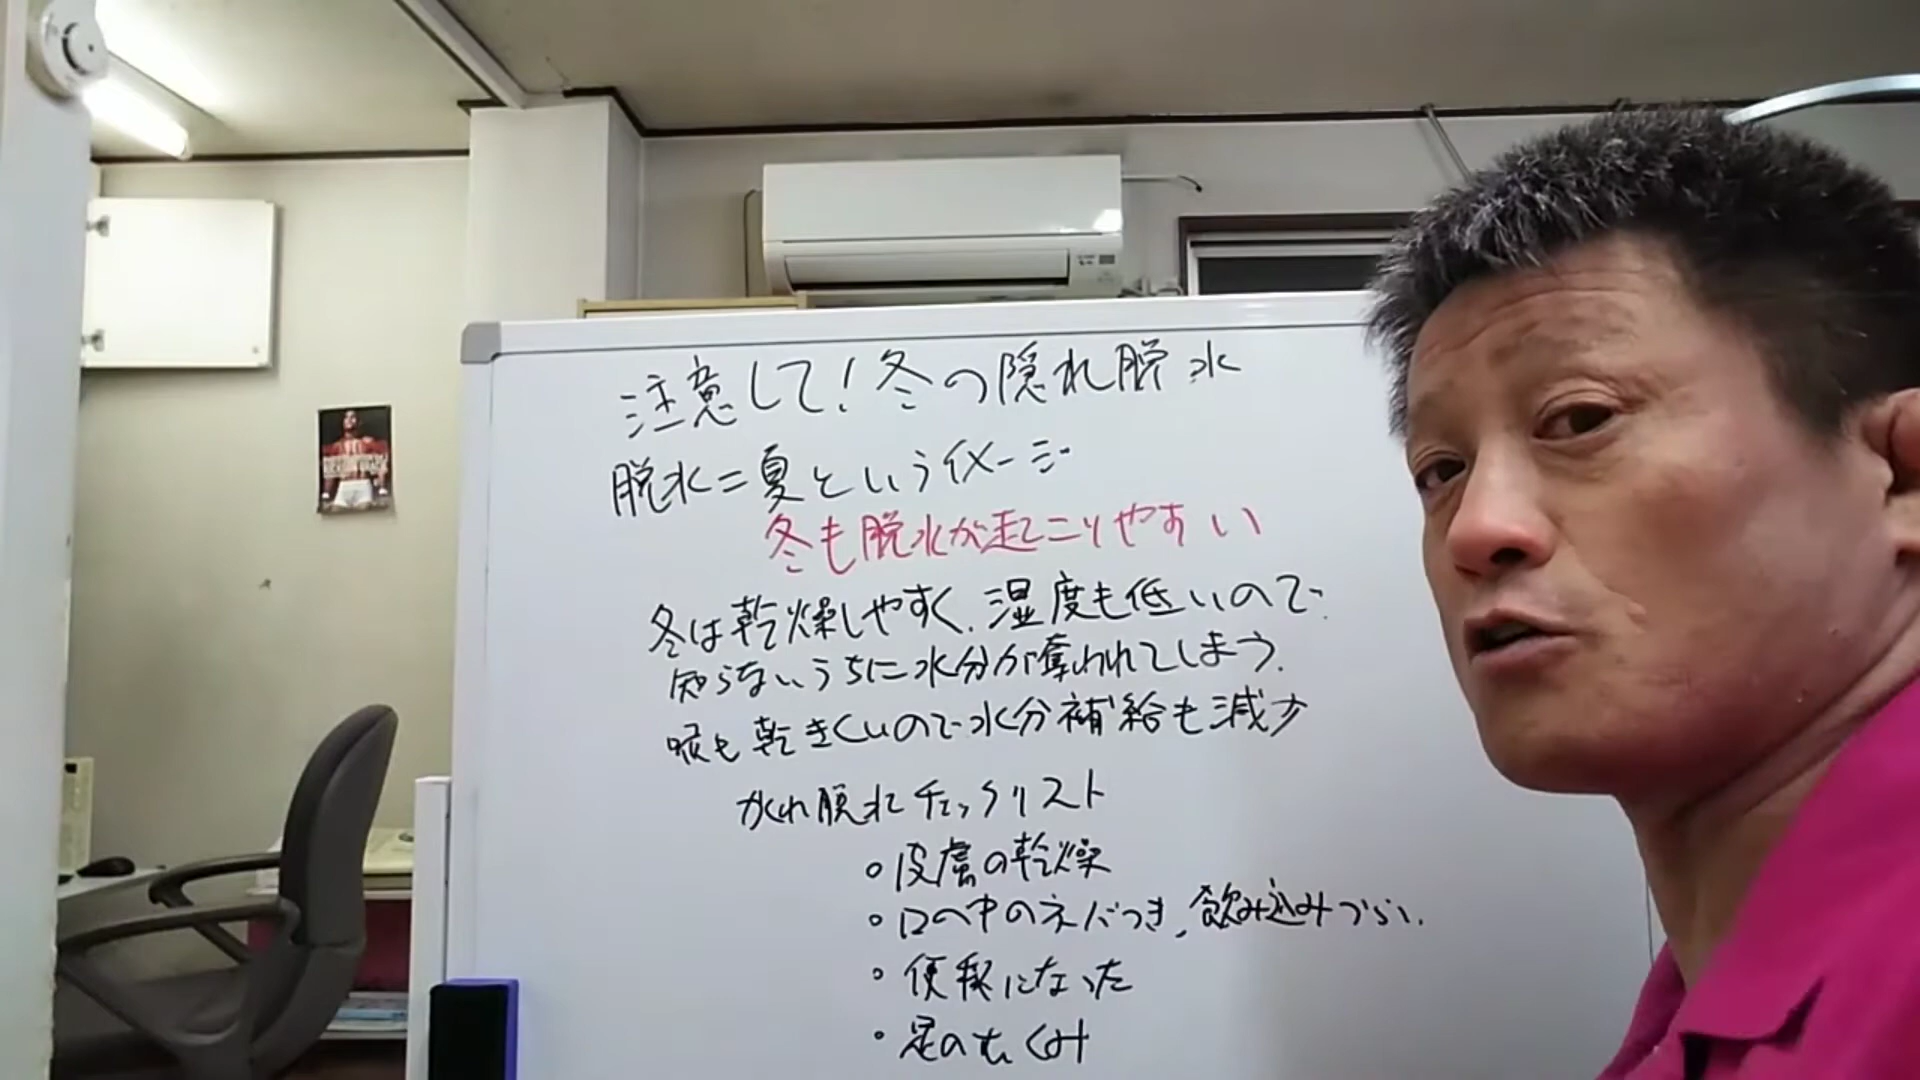 注意して!冬の隠れ脱水
脱水=夏というイメージ
冬も脱水が起こりやすい
冬は乾燥しやすく、湿度も低いので
知らないうちに水分が奪われてしまう.
喉も乾きくいので水分補給も減少
かくれ脱水チェックリスト
○皮膚の乾燥
○口の中のネバつき、飲み込みづらい.
○便秘になった
○足のむくみ